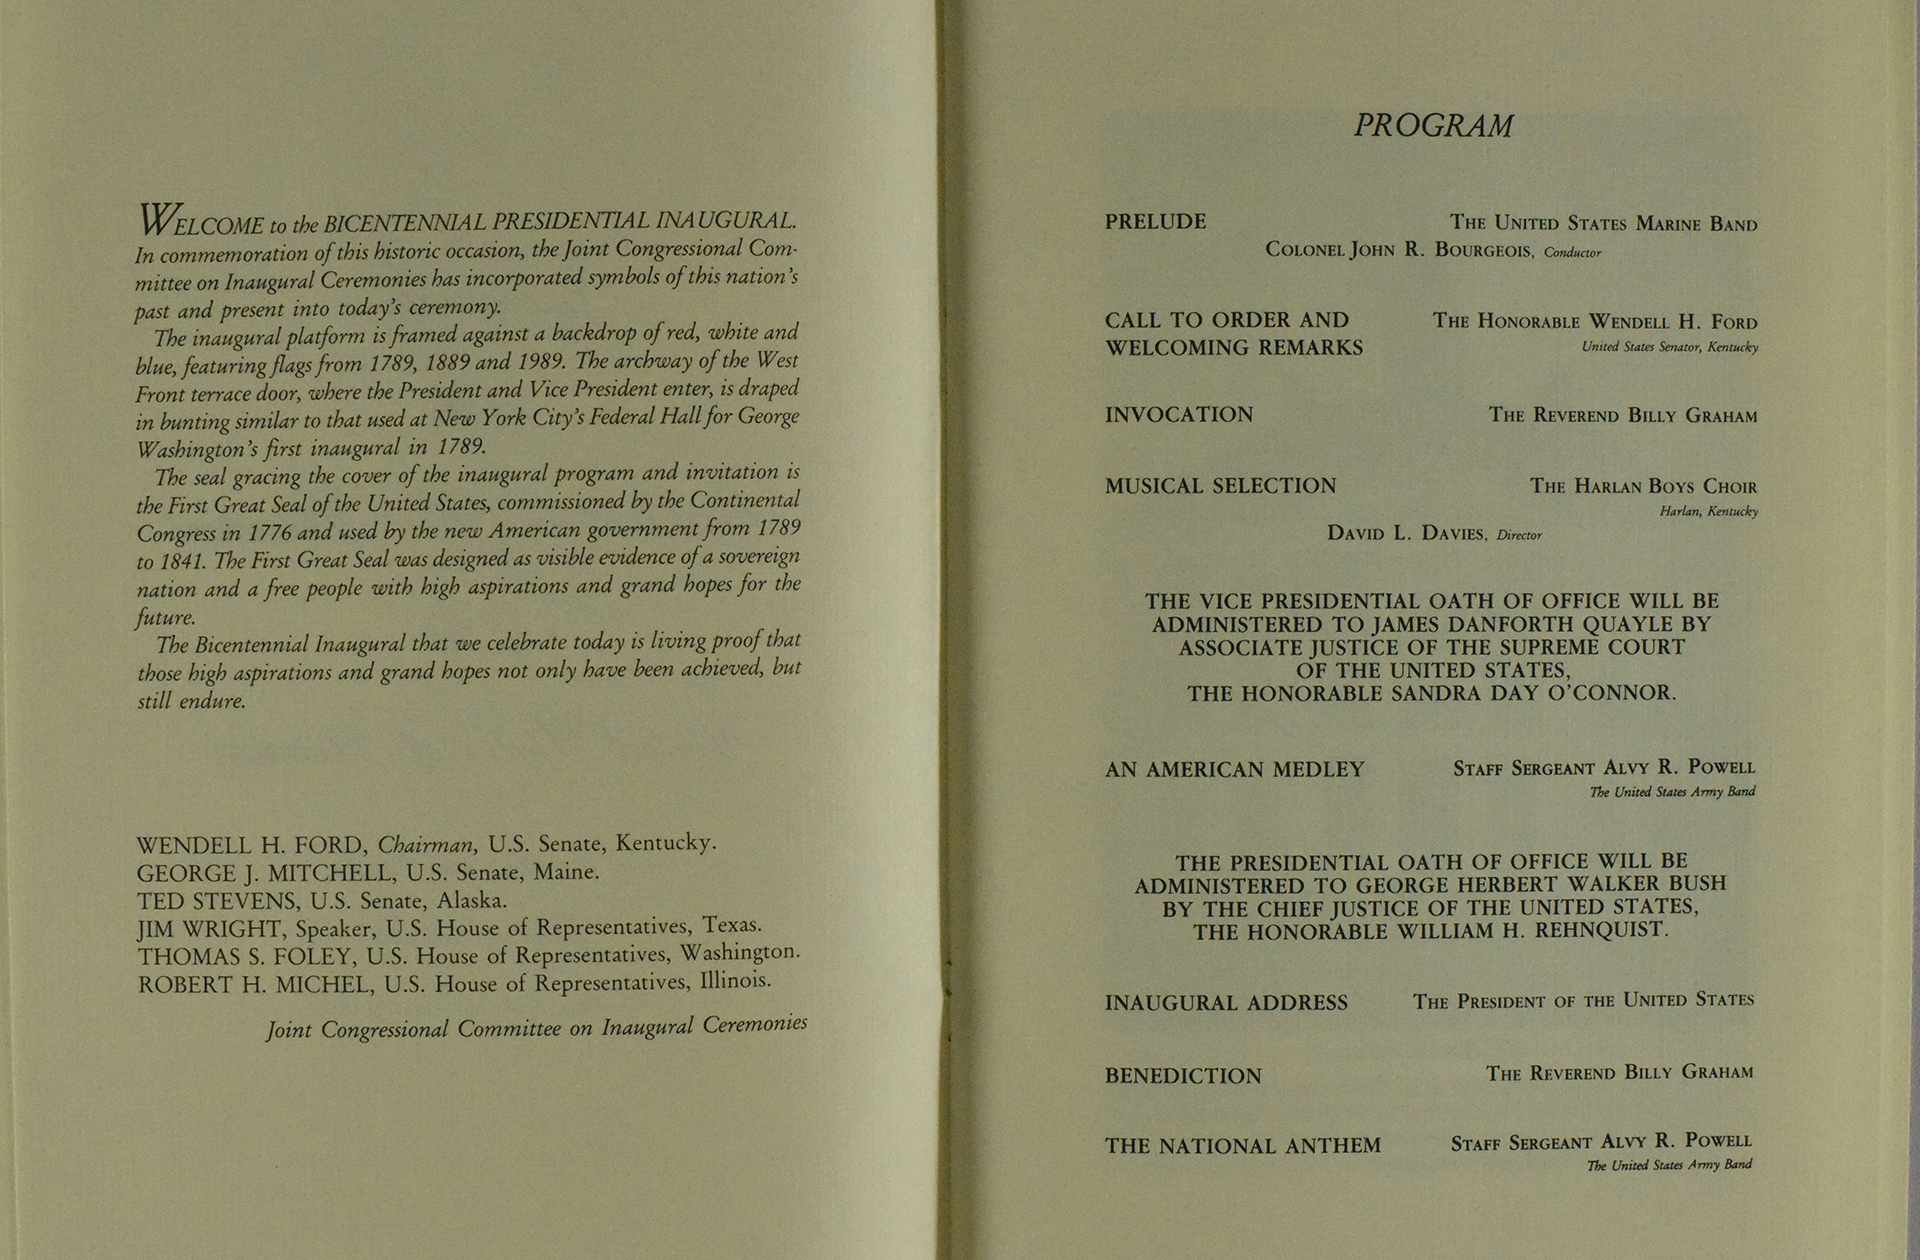 WELCOME to the BICENTENNIAL PRESIDENTIAL INAUGURAL.
In commemoration of this historic occasion, the Joint Congressional Com-
mittee on Inaugural Ceremonies has incorporated symbols of this nation's
past and present into today's ceremony.
The inaugural platform is framed against a backdrop of red, white and
blue, featuring flags from 1789, 1889 and 1989. The archway of the West
Front terrace door, where the President and Vice President enter, is draped
in bunting similar to that used at New York City's Federal Hall for George
Washington's first inaugural in 1789.
The seal gracing the cover of the inaugural program and invitation is
the First Great Seal of the United States, commissioned by the Continental
Congress in 1776 and used by the new American government from 1789
to 1841. The First Great Seal was designed as visible evidence of a sovereign
nation and a free people with high aspirations and grand hopes for the
future.
The Bicentennial Inaugural that we celebrate today is living proof that
those high aspirations and grand hopes not only have been achieved, but
still endure.
WENDELL H. FORD, Chairman, U.S. Senate, Kentucky.
GEORGE J. MITCHELL, U.S. Senate, Maine.
TED STEVENS, U.S. Senate, Alaska.
JIM WRIGHT, Speaker, U.S. House of Representatives, Texas.
THOMAS S. FOLEY, U.S. House of Representatives, Washington.
ROBERT H. MICHEL, U.S. House of Representatives, Illinois.
Joint Congressional Committee on Inaugural Ceremonies
PROGRAM
PRELUDE THE UNITED STATES MARINE BAND
COLONEL JOHN R. BOURGEOIS, Conductor
CALL TO ORDER AND THE HONORABLE WENDELL H. FORD
WELCOMING REMARKS United States Senator, Kentucky
INVOCATION THE REVEREND BILLY GRAHAM
MUSICAL SELECTION THE HARLAN BOYS CHOIR
Harlan, Kentucky
DAVID L. DAVIES, Director
THE VICE PRESIDENTIAL OATH OF OFFICE WILL BE
ADMINISTERED TO JAMES DANFORTH QUAYLE BY
ASSOCIATE JUSTICE OF THE SUPREME COURT
OF THE UNITED STATES,
THE HONORABLE SANDRA DAY O'CONNOR.
AN AMERICAN MEDLEY STAFF SERGEANT ALVY R. POWELL
The United States Army Band
THE PRESIDENTIAL OATH OF OFFICE WILL BE
ADMINISTERED TO GEORGE HERBERT WALKER BUSH
BY THE CHIEF JUSTICE OF THE UNITED STATES,
THE HONORABLE WILLIAM H. REHNQUIST.
INAUGURAL ADDRESS THE PRESIDENT OF THE UNITED STATES
BENEDICTION THE REVEREND BILLY GRAHAM
THE NATIONAL ANTHEM STAFF SERGEANT ALVY R. POWELL
The United States Army Band